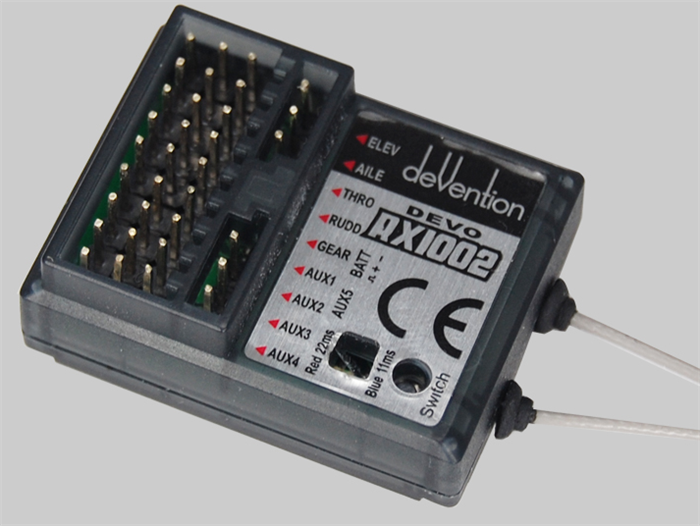 ELEV
AILE
THRO
RUDD
GEAR
AUX1
AUX2
AUX3
AUX4
BATT
AUX5
- + -
deVention
DEVO
RX1002
CE
Red 22ms
Blue 11ms
Switch